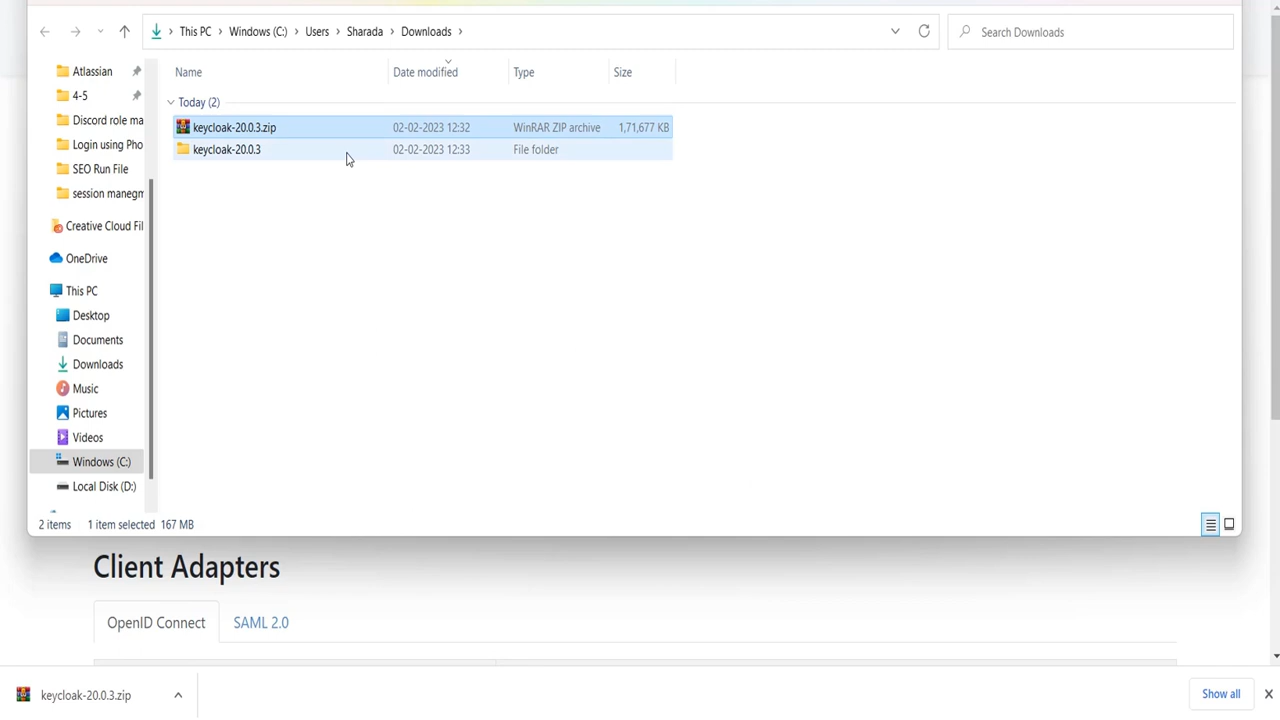 This PC > Windows (C:) > Users > Sharada > Downloads >
Search Downloads
Name Date modified Type Size
Today (2)
keycloak-20.0.3.zip 02-02-2023 12:32 WinRAR ZIP archive 1,71,677 KB
keycloak-20.0.3 02-02-2023 12:33 File folder
Atlassian
4-5
Discord role ma
Login using Pho
SEO Run File
session manegm
Creative Cloud Fil
OneDrive
This PC
Desktop
Documents
Downloads
Music
Pictures
Videos
Windows (C:)
Local Disk (D:)
2 items 1 item selected 167 MB
Client Adapters
OpenID Connect SAML 2.0
keycloak-20.0.3.zip Show all